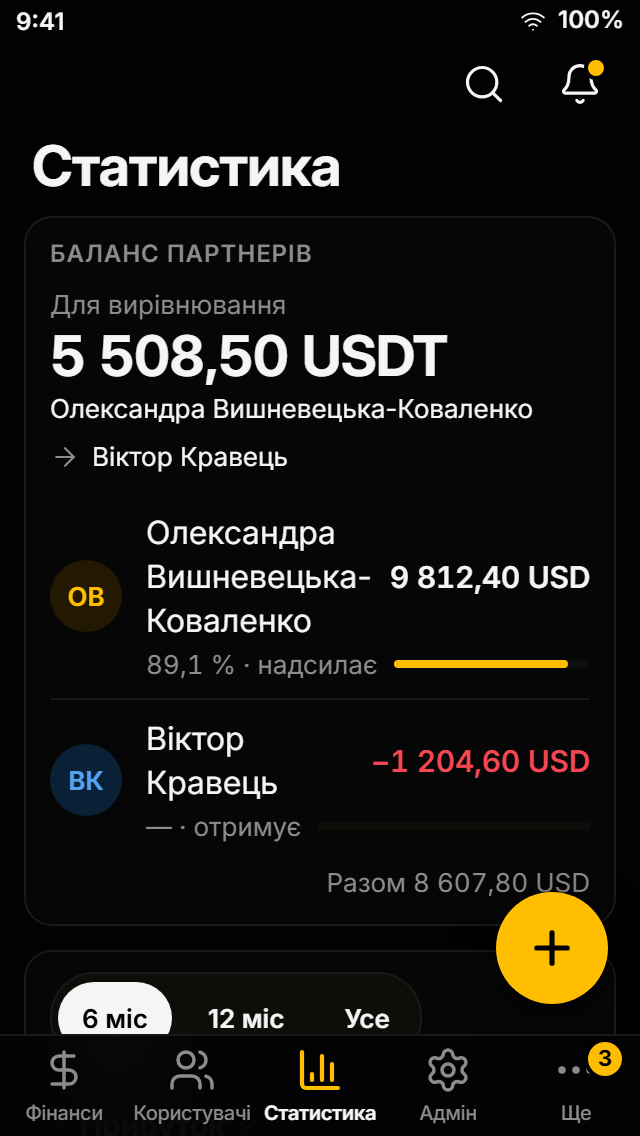 9:41
100%
Статистика
БАЛАНС ПАРТНЕРІВ
Для вирівнювання
5 508,50 USDT
Олександра Вишневецька-Коваленко
→ Віктор Кравець
ОВ
Олександра
Вишневецька-
Коваленко
9 812,40 USD
89,1 % · надсилає
ВК
Віктор
Кравець
−1 204,60 USD
— · отримує
Разом 8 607,80 USD
6 міс
12 міс
Усе
3
Фінанси
Користувачі
Статистика
Адмін
Ще
Прибуток